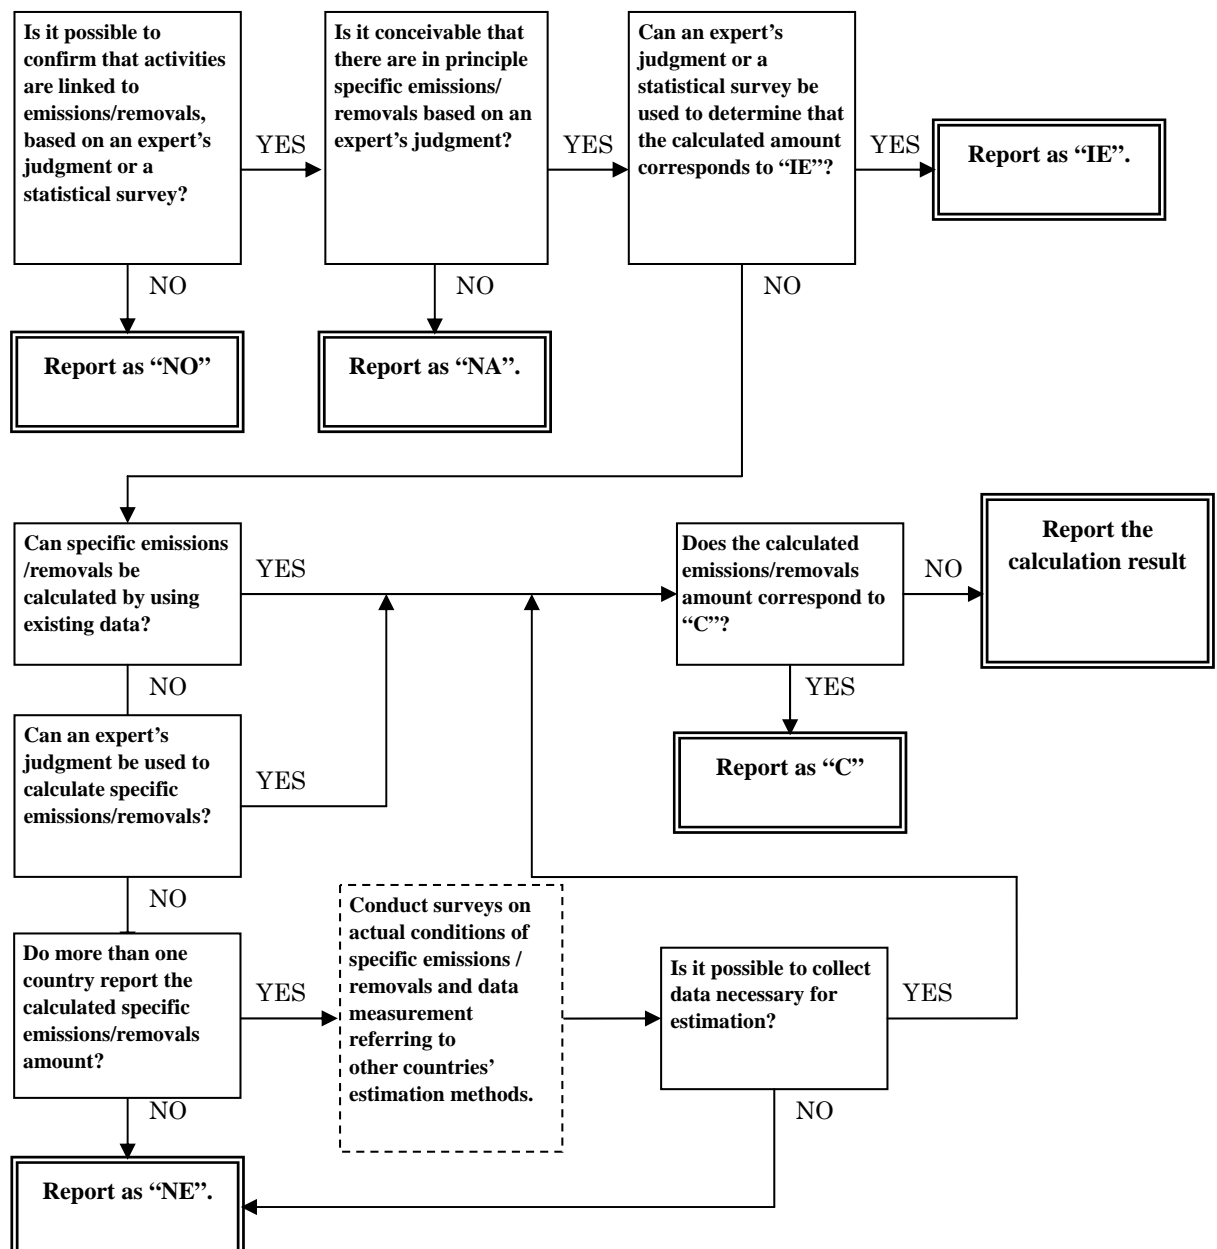 Is it possible to
confirm that activities
are linked to
emissions/removals,
based on an expert’s
judgment or a
statistical survey?
YES
NO
Is it conceivable that
there are in principle
specific emissions/
removals based on an
expert’s judgment?
YES
NO
Can an expert’s
judgment or a
statistical survey be
used to determine that
the calculated amount
corresponds to “IE”?
YES
NO
Report as “IE”.
Report as “NO”
Report as “NA”.
Can specific emissions
/removals be
calculated by using
existing data?
YES
NO
Does the calculated
emissions/removals
amount correspond to
“C”?
NO
YES
Report the
calculation result
Report as “C”
Can an expert’s
judgment be used to
calculate specific
emissions/removals?
YES
NO
Do more than one
country report the
calculated specific
emissions/removals
amount?
YES
NO
Conduct surveys on
actual conditions of
specific emissions /
removals and data
measurement
referring to
other countries’
estimation methods.
Is it possible to collect
data necessary for
estimation?
YES
NO
Report as “NE”.